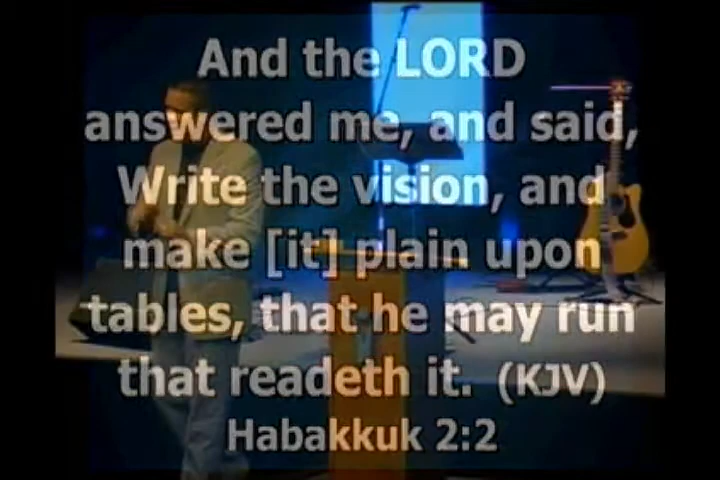 And the LORD
answered me, and said,
Write the vision, and
make [it] plain upon
tables, that he may run
that readeth it. (KJV)
Habakkuk 2:2